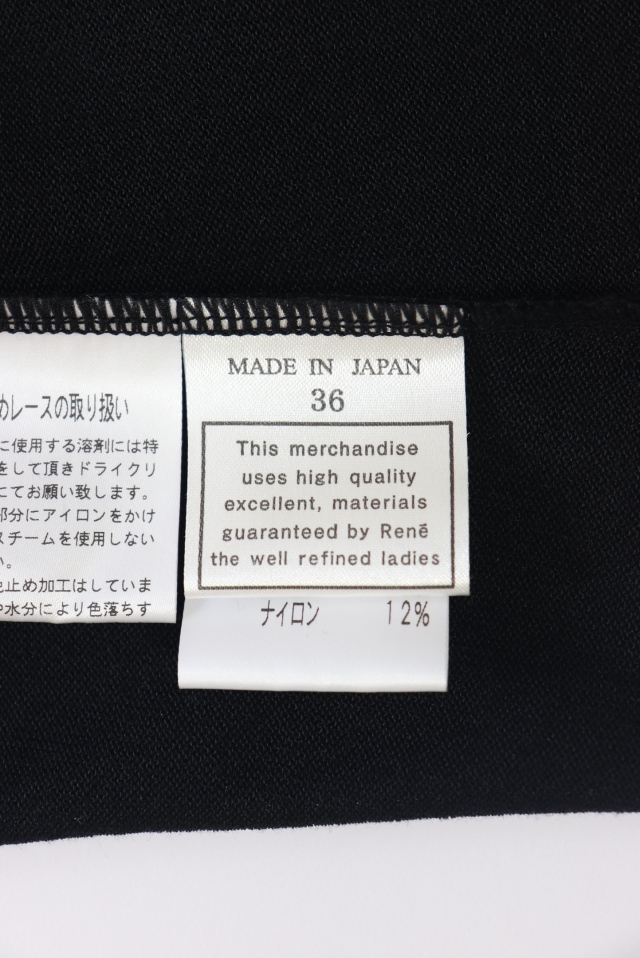 めレースの取り扱い
に使用する溶剤には特
をして頂きドライクリ
にてお願い致します。
部分にアイロンをかけ
スチームを使用しない
い。
色止め加工はしていま
や水分により色落ちす
MADE IN JAPAN
36
This merchandise
uses high quality
excellent, materials
guaranteed by René
the well refined ladies
ナイロン 12%